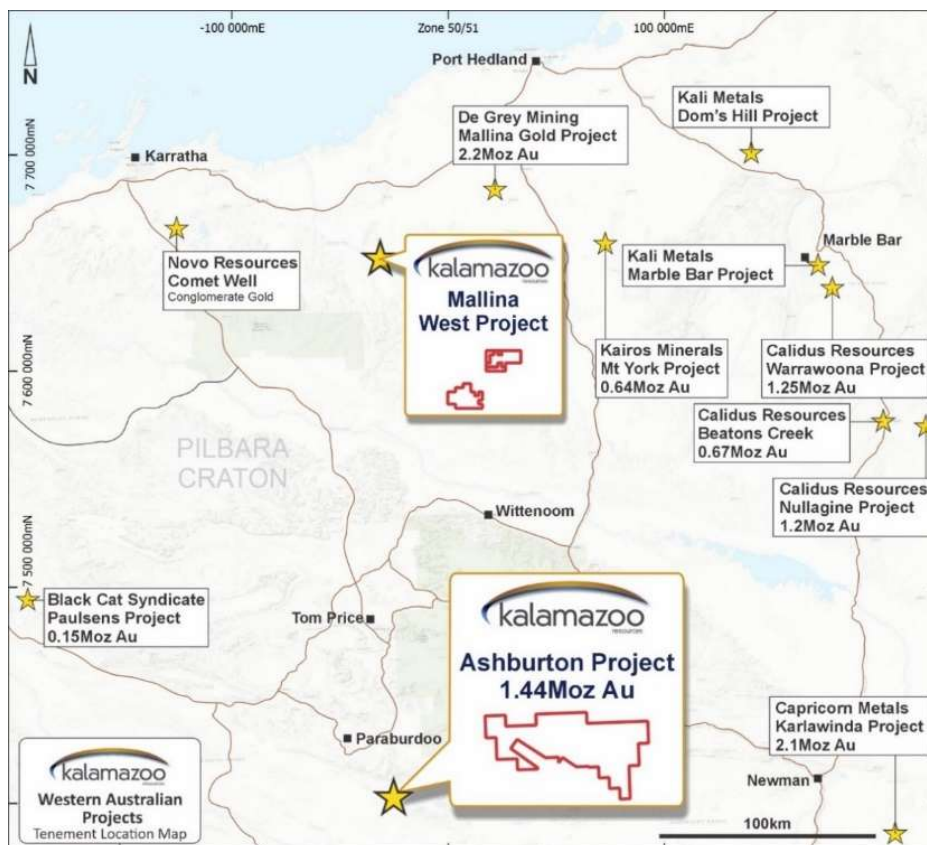 -100 000mE
Zone 50/51
100 000mE
N
7 700 000mN
7 600 000mN
7 500 000mN
Port Hedland
De Grey Mining
Mallina Gold Project
2.2Moz Au
Kali Metals
Dom's Hill Project
Karratha
Novo Resources
Comet Well
Conglomerate Gold
kalamazoo
resources
Mallina
West Project
Marble Bar
Kali Metals
Marble Bar Project
Kairos Minerals
Mt York Project
0.64Moz Au
Calidus Resources
Warrawoona Project
1.25Moz Au
Calidus Resources
Beatons Creek
0.67Moz Au
PILBARA
CRATON
Calidus Resources
Nullagine Project
1.2Moz Au
Wittenoom
Black Cat Syndicate
Paulsens Project
0.15Moz Au
Tom Price
kalamazoo
resources
Ashburton Project
1.44Moz Au
Capricorn Metals
Karlawinda Project
2.1Moz Au
Paraburdoo
Newman
kalamazoo
resources
Western Australian
Projects
Tenement Location Map
100km